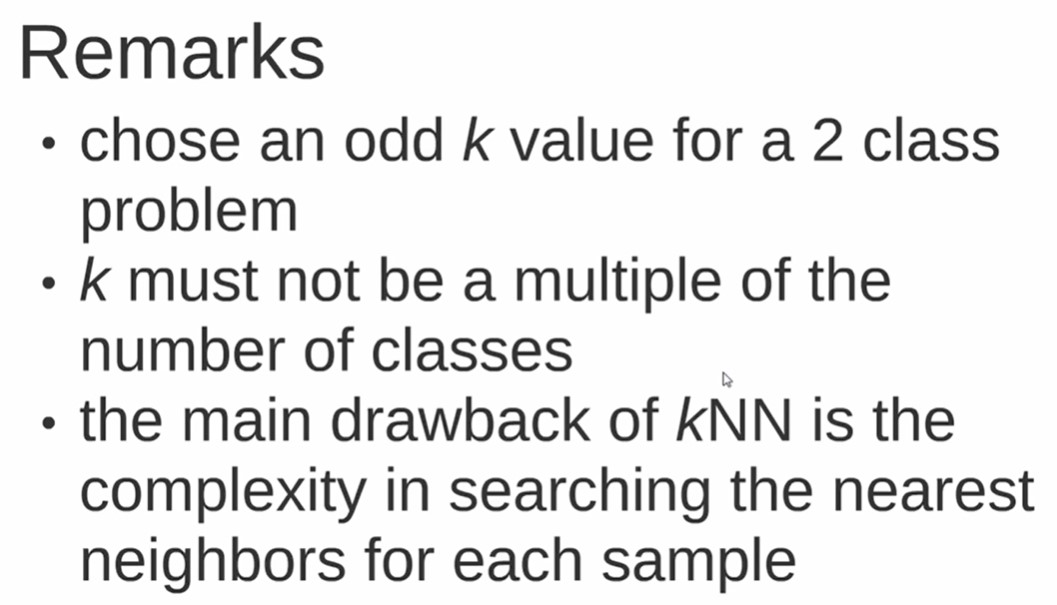 Remarks
• chose an odd k value for a 2 class
problem
• k must not be a multiple of the
number of classes
• the main drawback of kNN is the
complexity in searching the nearest
neighbors for each sample